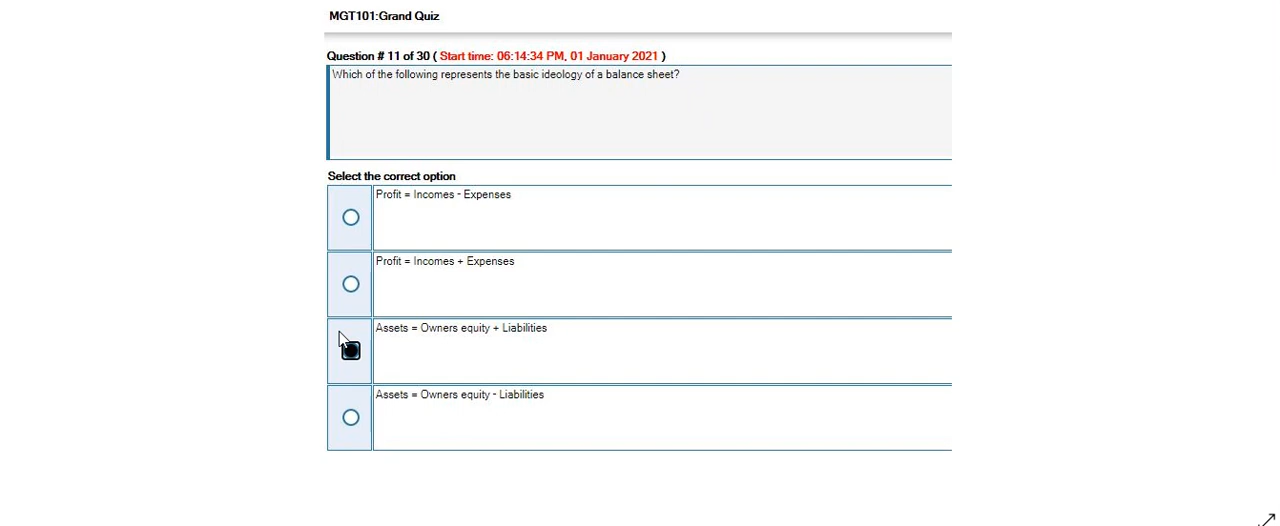 MGT101:Grand Quiz
Question # 11 of 30 ( Start time: 06:14:34 PM, 01 January 2021 )
Which of the following represents the basic ideology of a balance sheet?
Select the correct option
Profit = Incomes - Expenses
Profit = Incomes + Expenses
Assets = Owners equity + Liabilities
Assets = Owners equity - Liabilities